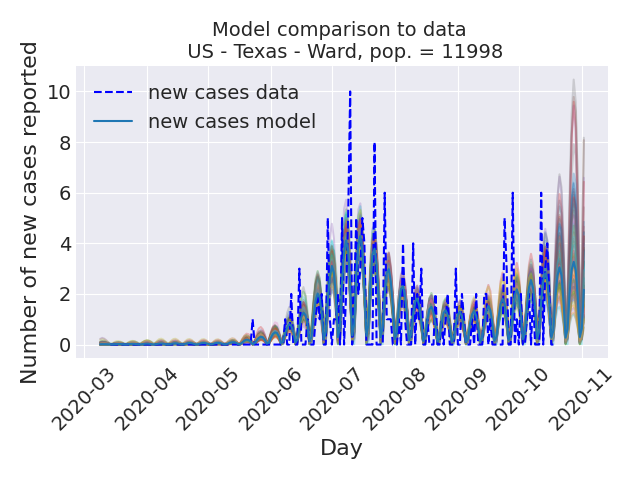 Model comparison to data
US - Texas - Ward, pop. = 11998
Number of new cases reported
10
8
6
4
2
0
new cases data
new cases model
2020-03
2020-04
2020-05
2020-06
2020-07
2020-08
2020-09
2020-10
2020-11
Day